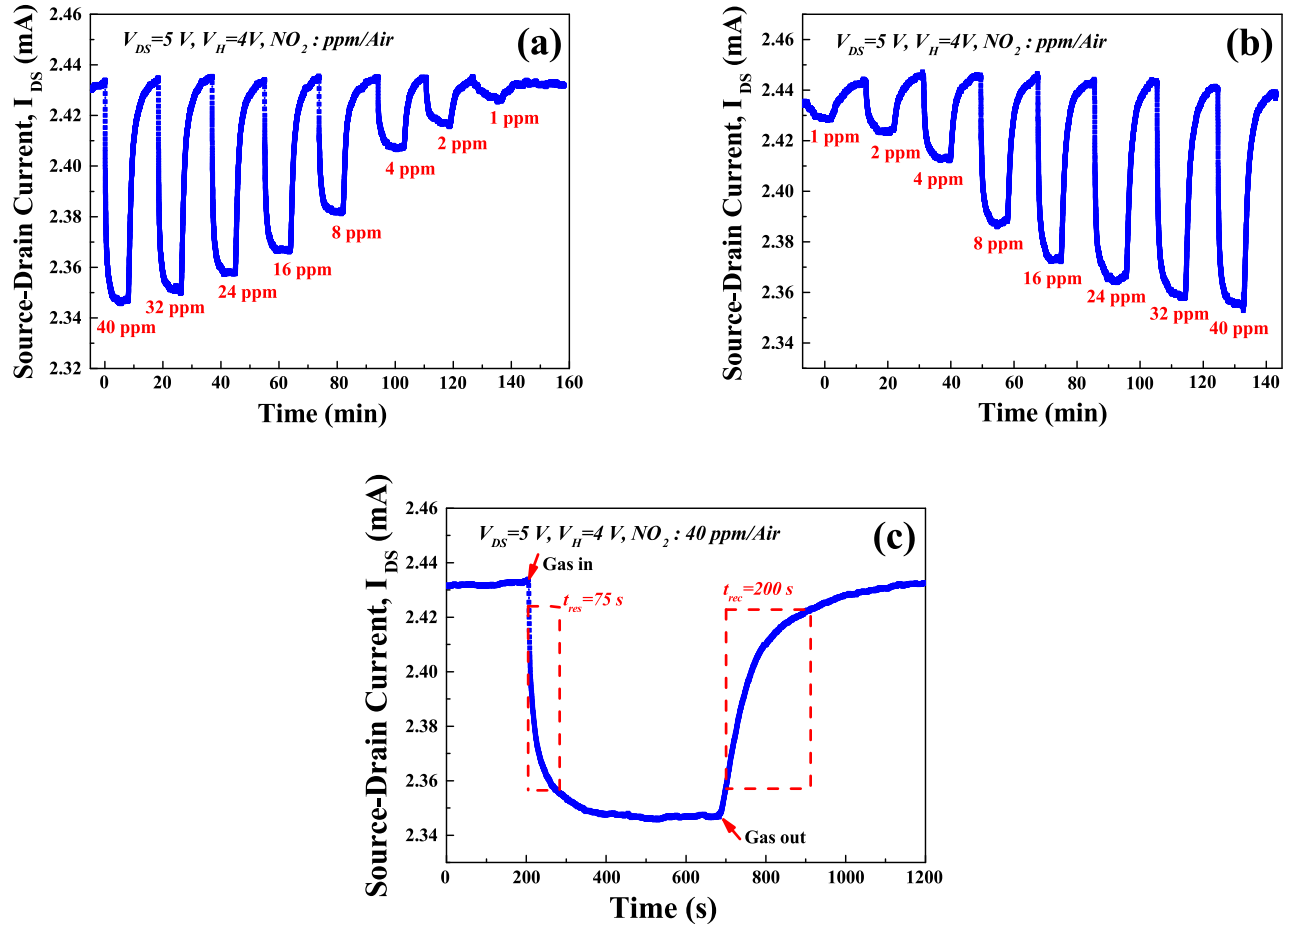 V_DS=5 V, V_H=4V, NO_2 : ppm/Air
(a)
Source-Drain Current, I_DS (mA)
2.46
2.44
2.42
2.40
2.38
2.36
2.34
2.32
40 ppm
32 ppm
24 ppm
16 ppm
8 ppm
4 ppm
2 ppm
1 ppm
0 20 40 60 80 100 120 140 160
Time (min)
V_DS=5 V, V_H=4V, NO_2 : ppm/Air
(b)
Source-Drain Current, I_DS (mA)
2.46
2.44
2.42
2.40
2.38
2.36
2.34
1 ppm
2 ppm
4 ppm
8 ppm
16 ppm
24 ppm
32 ppm
40 ppm
0 20 40 60 80 100 120 140
Time (min)
V_DS=5 V, V_H=4 V, NO_2 : 40 ppm/Air
(c)
Source-Drain Current, I_DS (mA)
2.46
2.44
2.42
2.40
2.38
2.36
2.34
Gas in
t_res=75 s
t_rec=200 s
Gas out
0 200 400 600 800 1000 1200
Time (s)